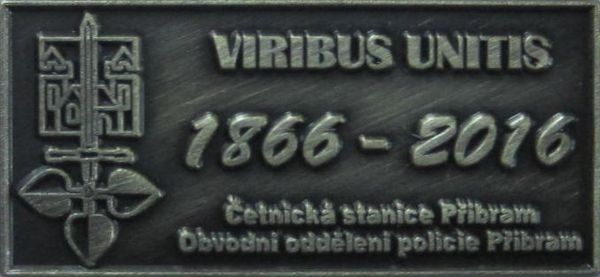 VIRIBUS UNITIS
1866 - 2016
Četnická stanice Příbram
Obvodní oddělení policie Příbram